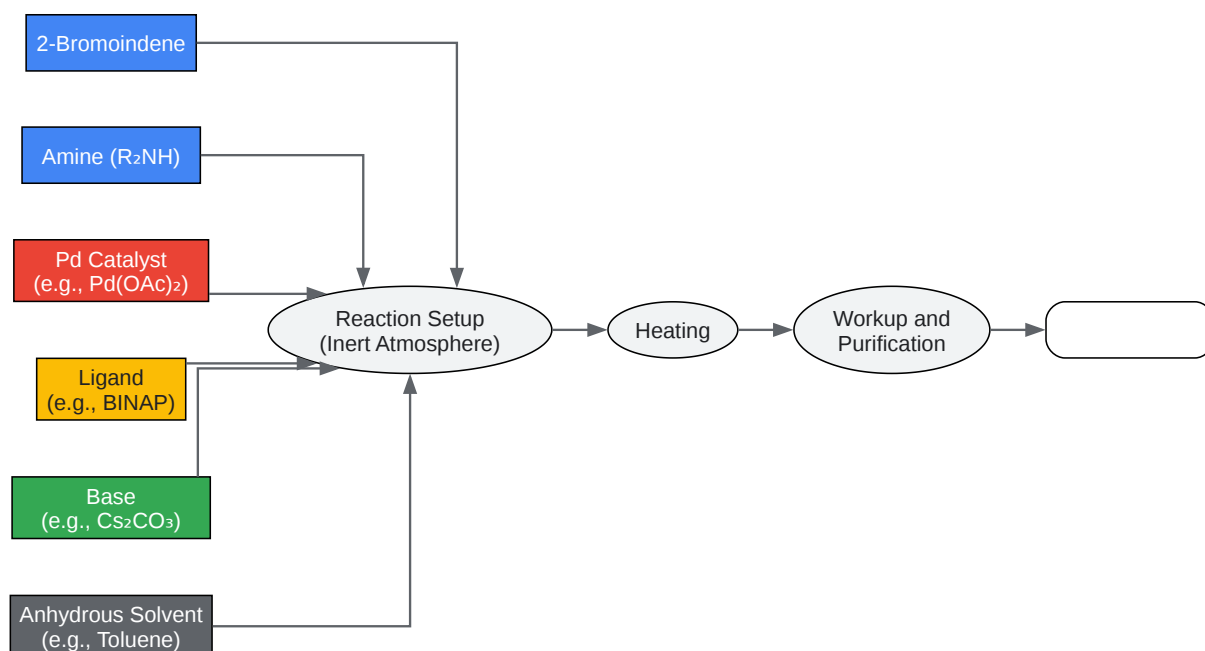 2-Bromoindene
Amine (R₂NH)
Pd Catalyst
(e.g., Pd(OAc)₂)
Ligand
(e.g., BINAP)
Base
(e.g., Cs₂CO₃)
Anhydrous Solvent
(e.g., Toluene)
Reaction Setup
(Inert Atmosphere)
Heating
Workup and
Purification